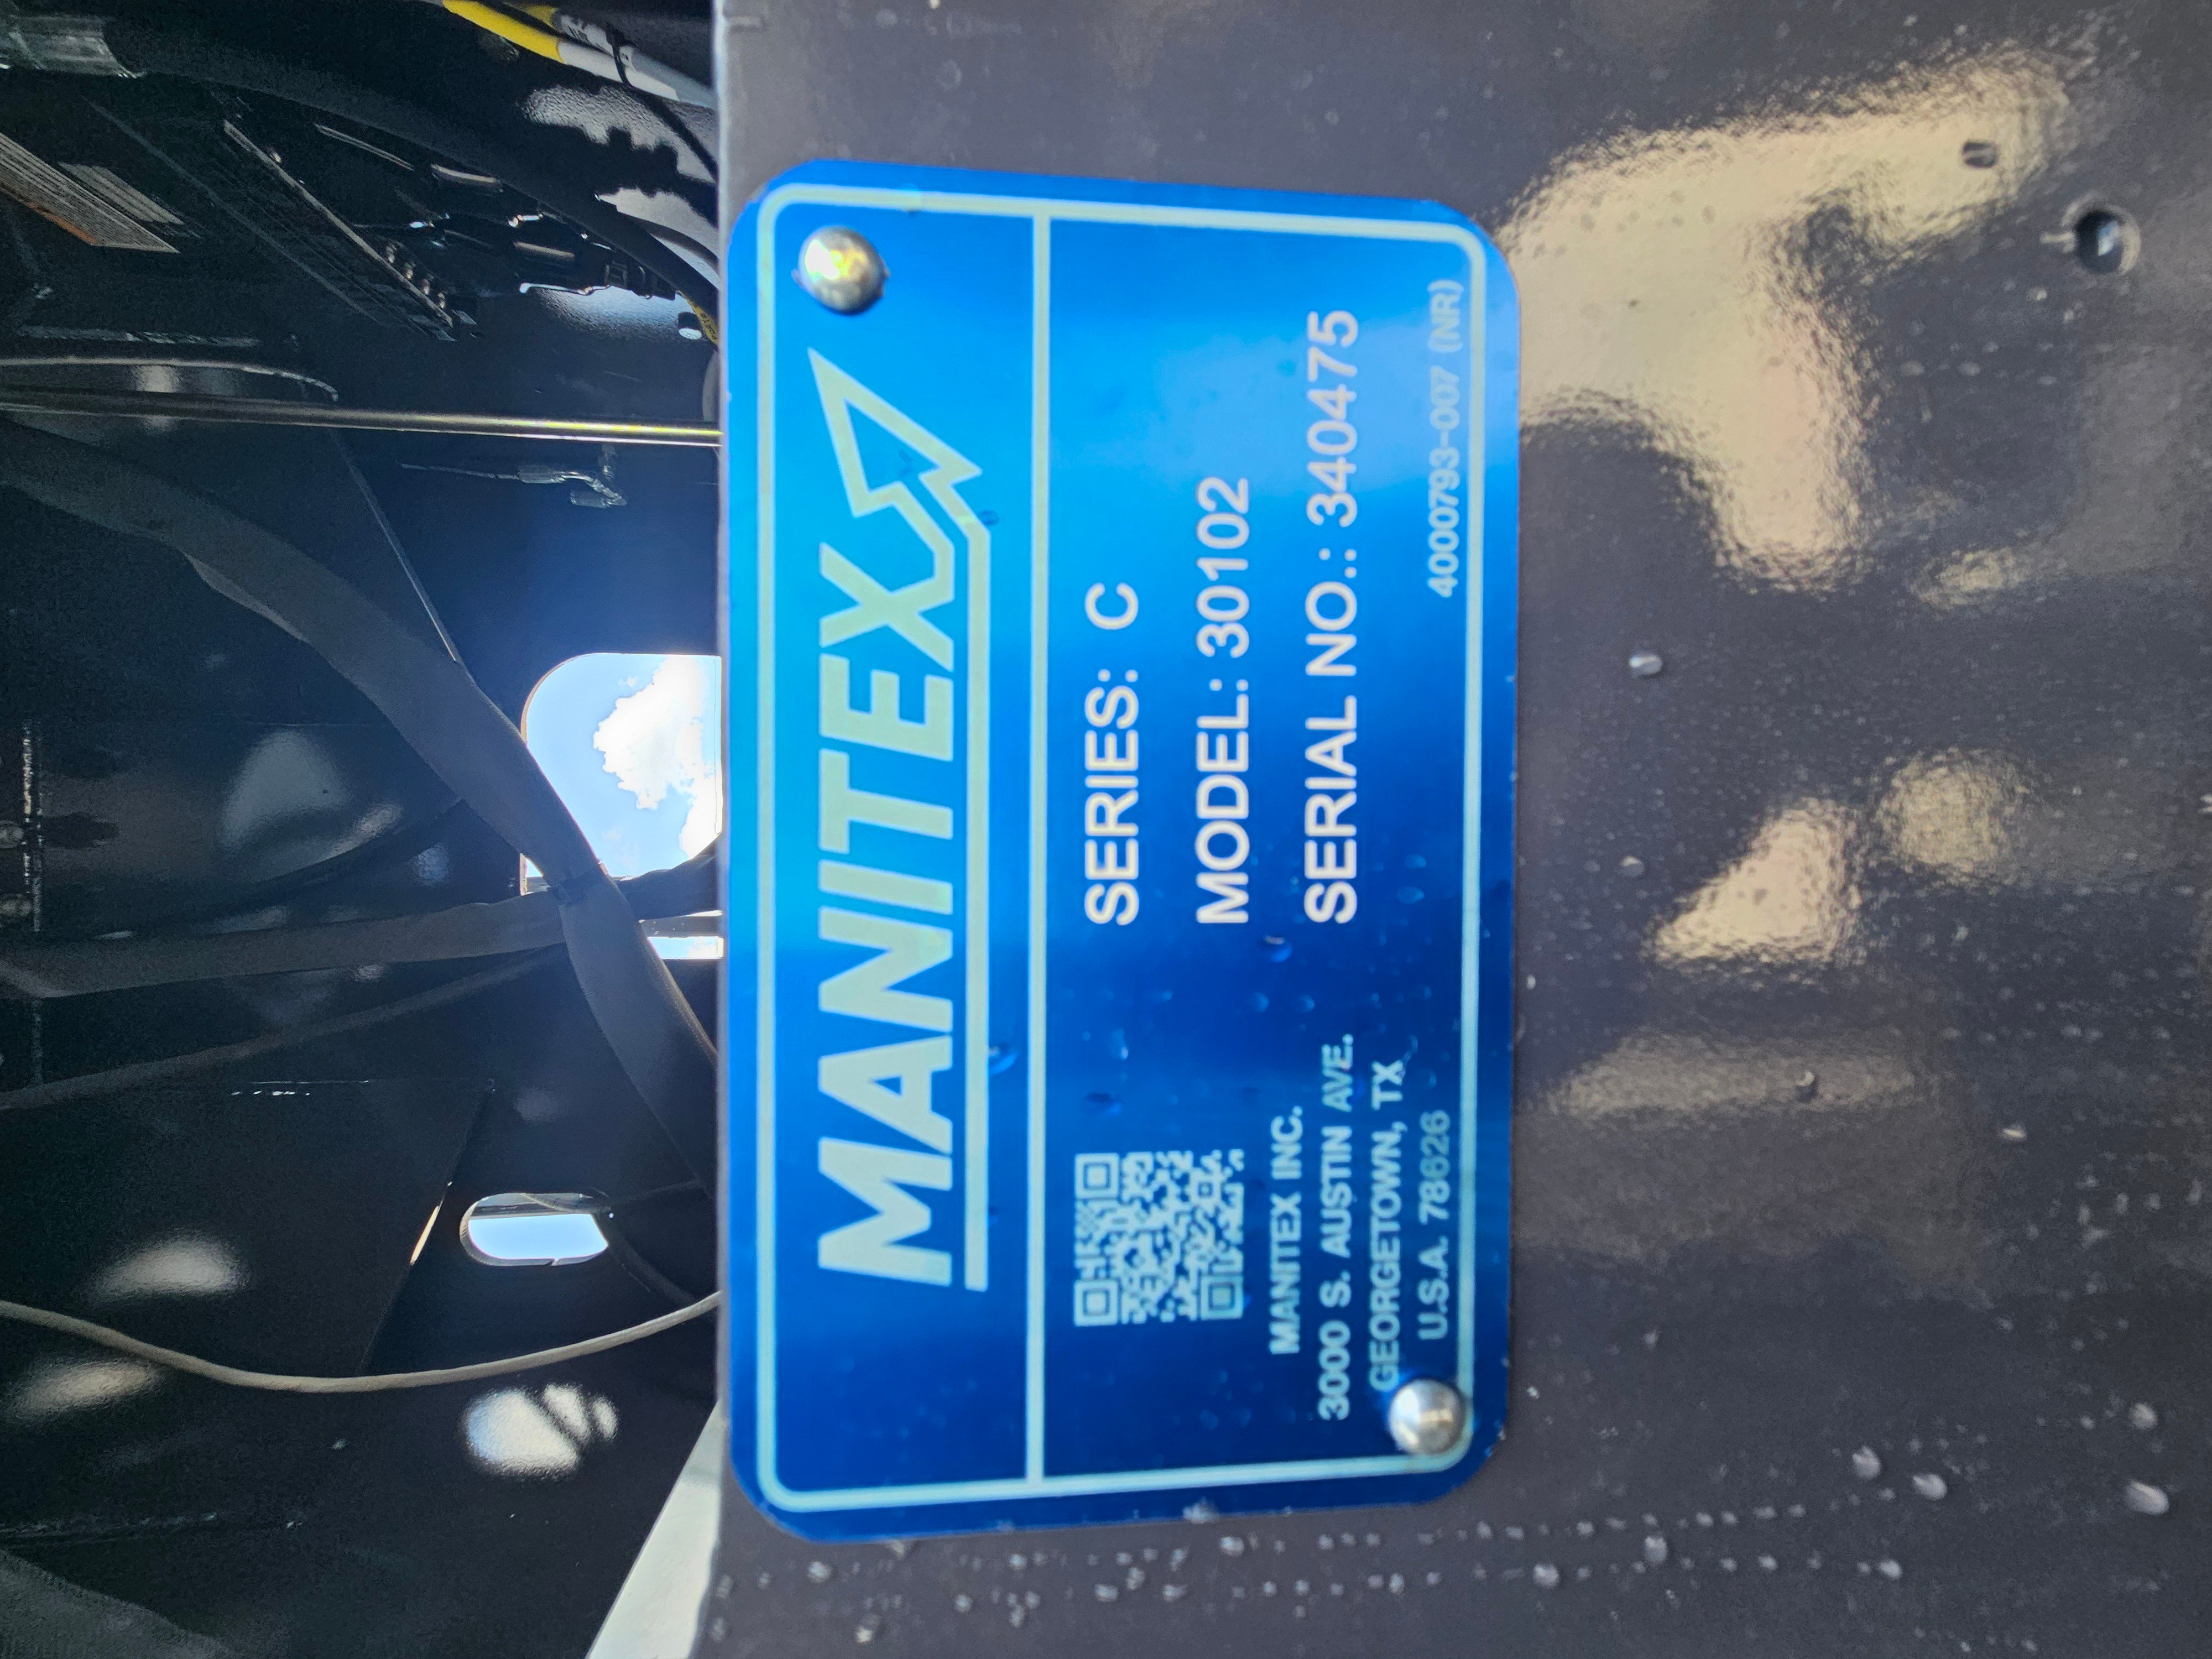 MANITEX
SERIES: C
MODEL: 30102
SERIAL NO.: 340475
MANITEX INC.
3000 S. AUSTIN AVE.
GEORGETOWN, TX
U.S.A. 78626
4000793-007 (NR)